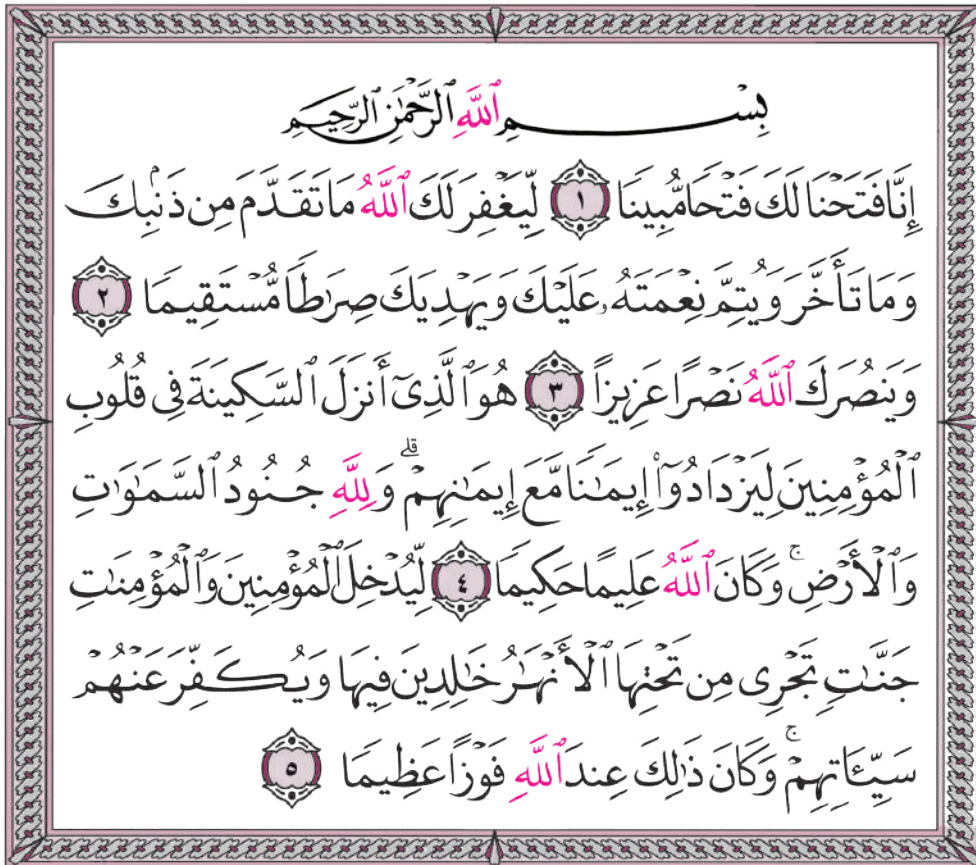 بِسْمِ ٱللَّهِ ٱلرَّحْمَٰنِ ٱلرَّحِيمِ
إِنَّا فَتَحْنَا لَكَ فَتْحًا مُّبِينًا ١ لِّيَغْفِرَ لَكَ ٱللَّهُ مَا تَقَدَّمَ مِن ذَنۢبِكَ
وَمَا تَأَخَّرَ وَيُتِمَّ نِعْمَتَهُۥ عَلَيْكَ وَيَهْدِيَكَ صِرَٰطًا مُّسْتَقِيمًا ٢
وَيَنصُرَكَ ٱللَّهُ نَصْرًا عَزِيزًا ٣ هُوَ ٱلَّذِىٓ أَنزَلَ ٱلسَّكِينَةَ فِى قُلُوبِ
ٱلْمُؤْمِنِينَ لِيَزْدَادُوٓا۟ إِيمَٰنًا مَّعَ إِيمَٰنِهِمْ ۗ وَلِلَّهِ جُنُودُ ٱلسَّمَٰوَٰتِ
وَٱلْأَرْضِ ۚ وَكَانَ ٱللَّهُ عَلِيمًا حَكِيمًا ٤ لِّيُدْخِلَ ٱلْمُؤْمِنِينَ وَٱلْمُؤْمِنَٰتِ
جَنَّٰتٍ تَجْرِى مِن تَحْتِهَا ٱلْأَنْهَٰرُ خَٰلِدِينَ فِيهَا وَيُكَفِّرَ عَنْهُمْ
سَيِّـَٔاتِهِمْ ۚ وَكَانَ ذَٰلِكَ عِندَ ٱللَّهِ فَوْزًا عَظِيمًا ٥